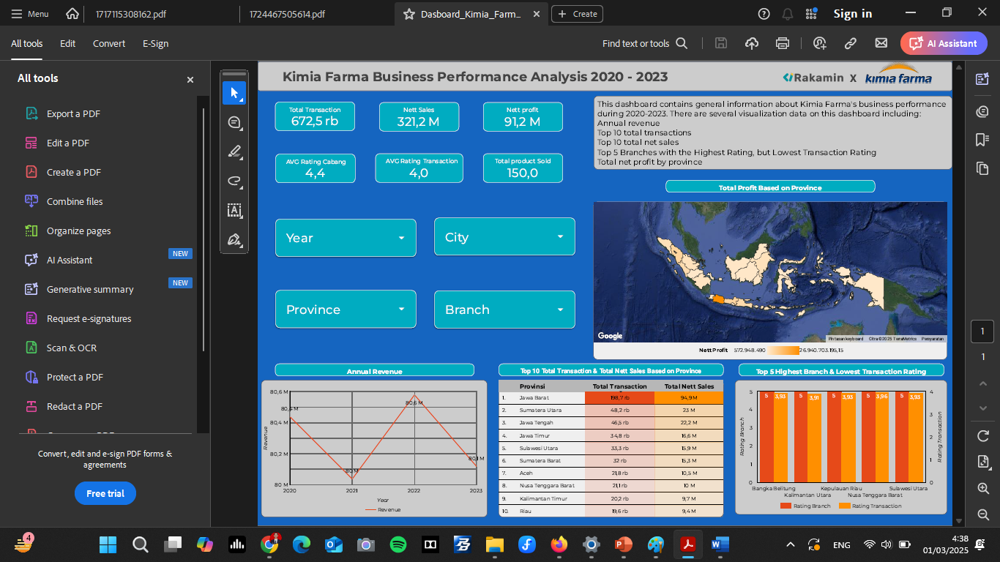 Menu
1717115308162.pdf
1724467505614.pdf
Dasboard_Kimia_Farm...
Create
Sign in
All tools
Edit
Convert
E-Sign
Find text or tools
AI Assistant
All tools
Export a PDF
Edit a PDF
Create a PDF
Combine files
Organize pages
AI Assistant
NEW
Generative summary
NEW
Request e-signatures
Scan & OCR
Protect a PDF
Redact a PDF
Convert, edit and e-sign PDF forms &
agreements
Free trial
Kimia Farma Business Performance Analysis 2020 - 2023
Rakamin X kimia farma
Total Transaction
672,5 rb
Nett Sales
321,2 M
Nett profit
91,2 M
AVG Rating Cabang
4,4
AVG Rating Transaction
4,0
Total product Sold
150,0
This dashboard contains general information about Kimia Farma's business performance
during 2020-2023. There are several visualization data on this dashboard including:
Annual revenue
Top 10 total transactions
Top 10 total net sales
Top 5 Branches with the Highest Rating, but Lowest Transaction Rating
Total net profit by province
Year
City
Province
Branch
Total Profit Based on Province
Google
Pintasan keyboard Citra ©2025 TerraMetrics Persyaratan
Nett Profit 572.948.490 26.940.703.195,15
Annual Revenue
80,6 M
80,4 M
80,2 M
80 M
Revenue
80,4 M
80 M
80,6 M
80,1 M
2020 2021 2022 2023
Year
Revenue
Top 10 Total Transaction & Total Nett Sales Based on Province
Provinsi Total Transaction Total Nett Sales
1. Jawa Barat 198,7 rb 94,9 M
2. Sumatera Utara 48,2 rb 23 M
3. Jawa Tengah 46,5 rb 22,2 M
4. Jawa Timur 34,8 rb 16,6 M
5. Sulawesi Utara 33,3 rb 15,9 M
6. Sumatera Barat 32 rb 15,3 M
7. Aceh 21,8 rb 10,5 M
8. Nusa Tenggara Barat 21,1 rb 10 M
9. Kalimantan Timur 20,2 rb 9,7 M
10. Riau 19,6 rb 9,4 M
Top 5 Highest Branch & Lowest Transaction Rating
5 4 3 2 1 0
Rating Branch
5 3,93 5 3,91 5 3,93 5 3,96 5 3,93
4 3 2 1 0
Rating Transaction
Bangka Belitung Kepulauan Riau Sulawesi Utara
Kalimantan Utara Nusa Tenggara Barat
Rating Branch Rating Transaction
1
1
4
ENG
4:38
01/03/2025